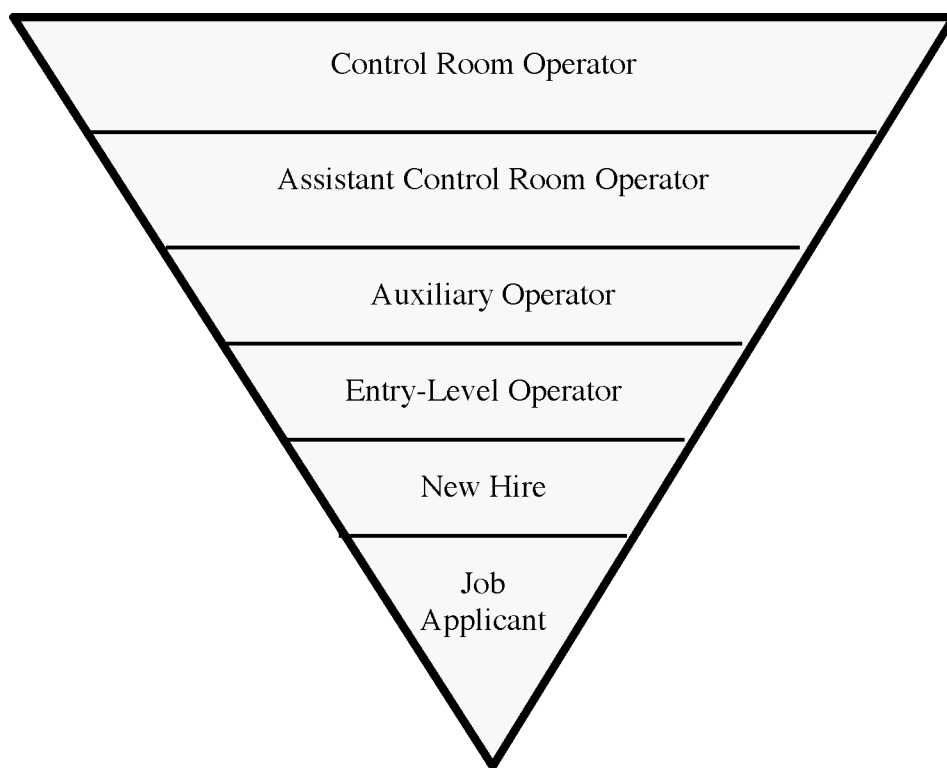 Control Room Operator
Assistant Control Room Operator
Auxiliary Operator
Entry-Level Operator
New Hire
Job
Applicant